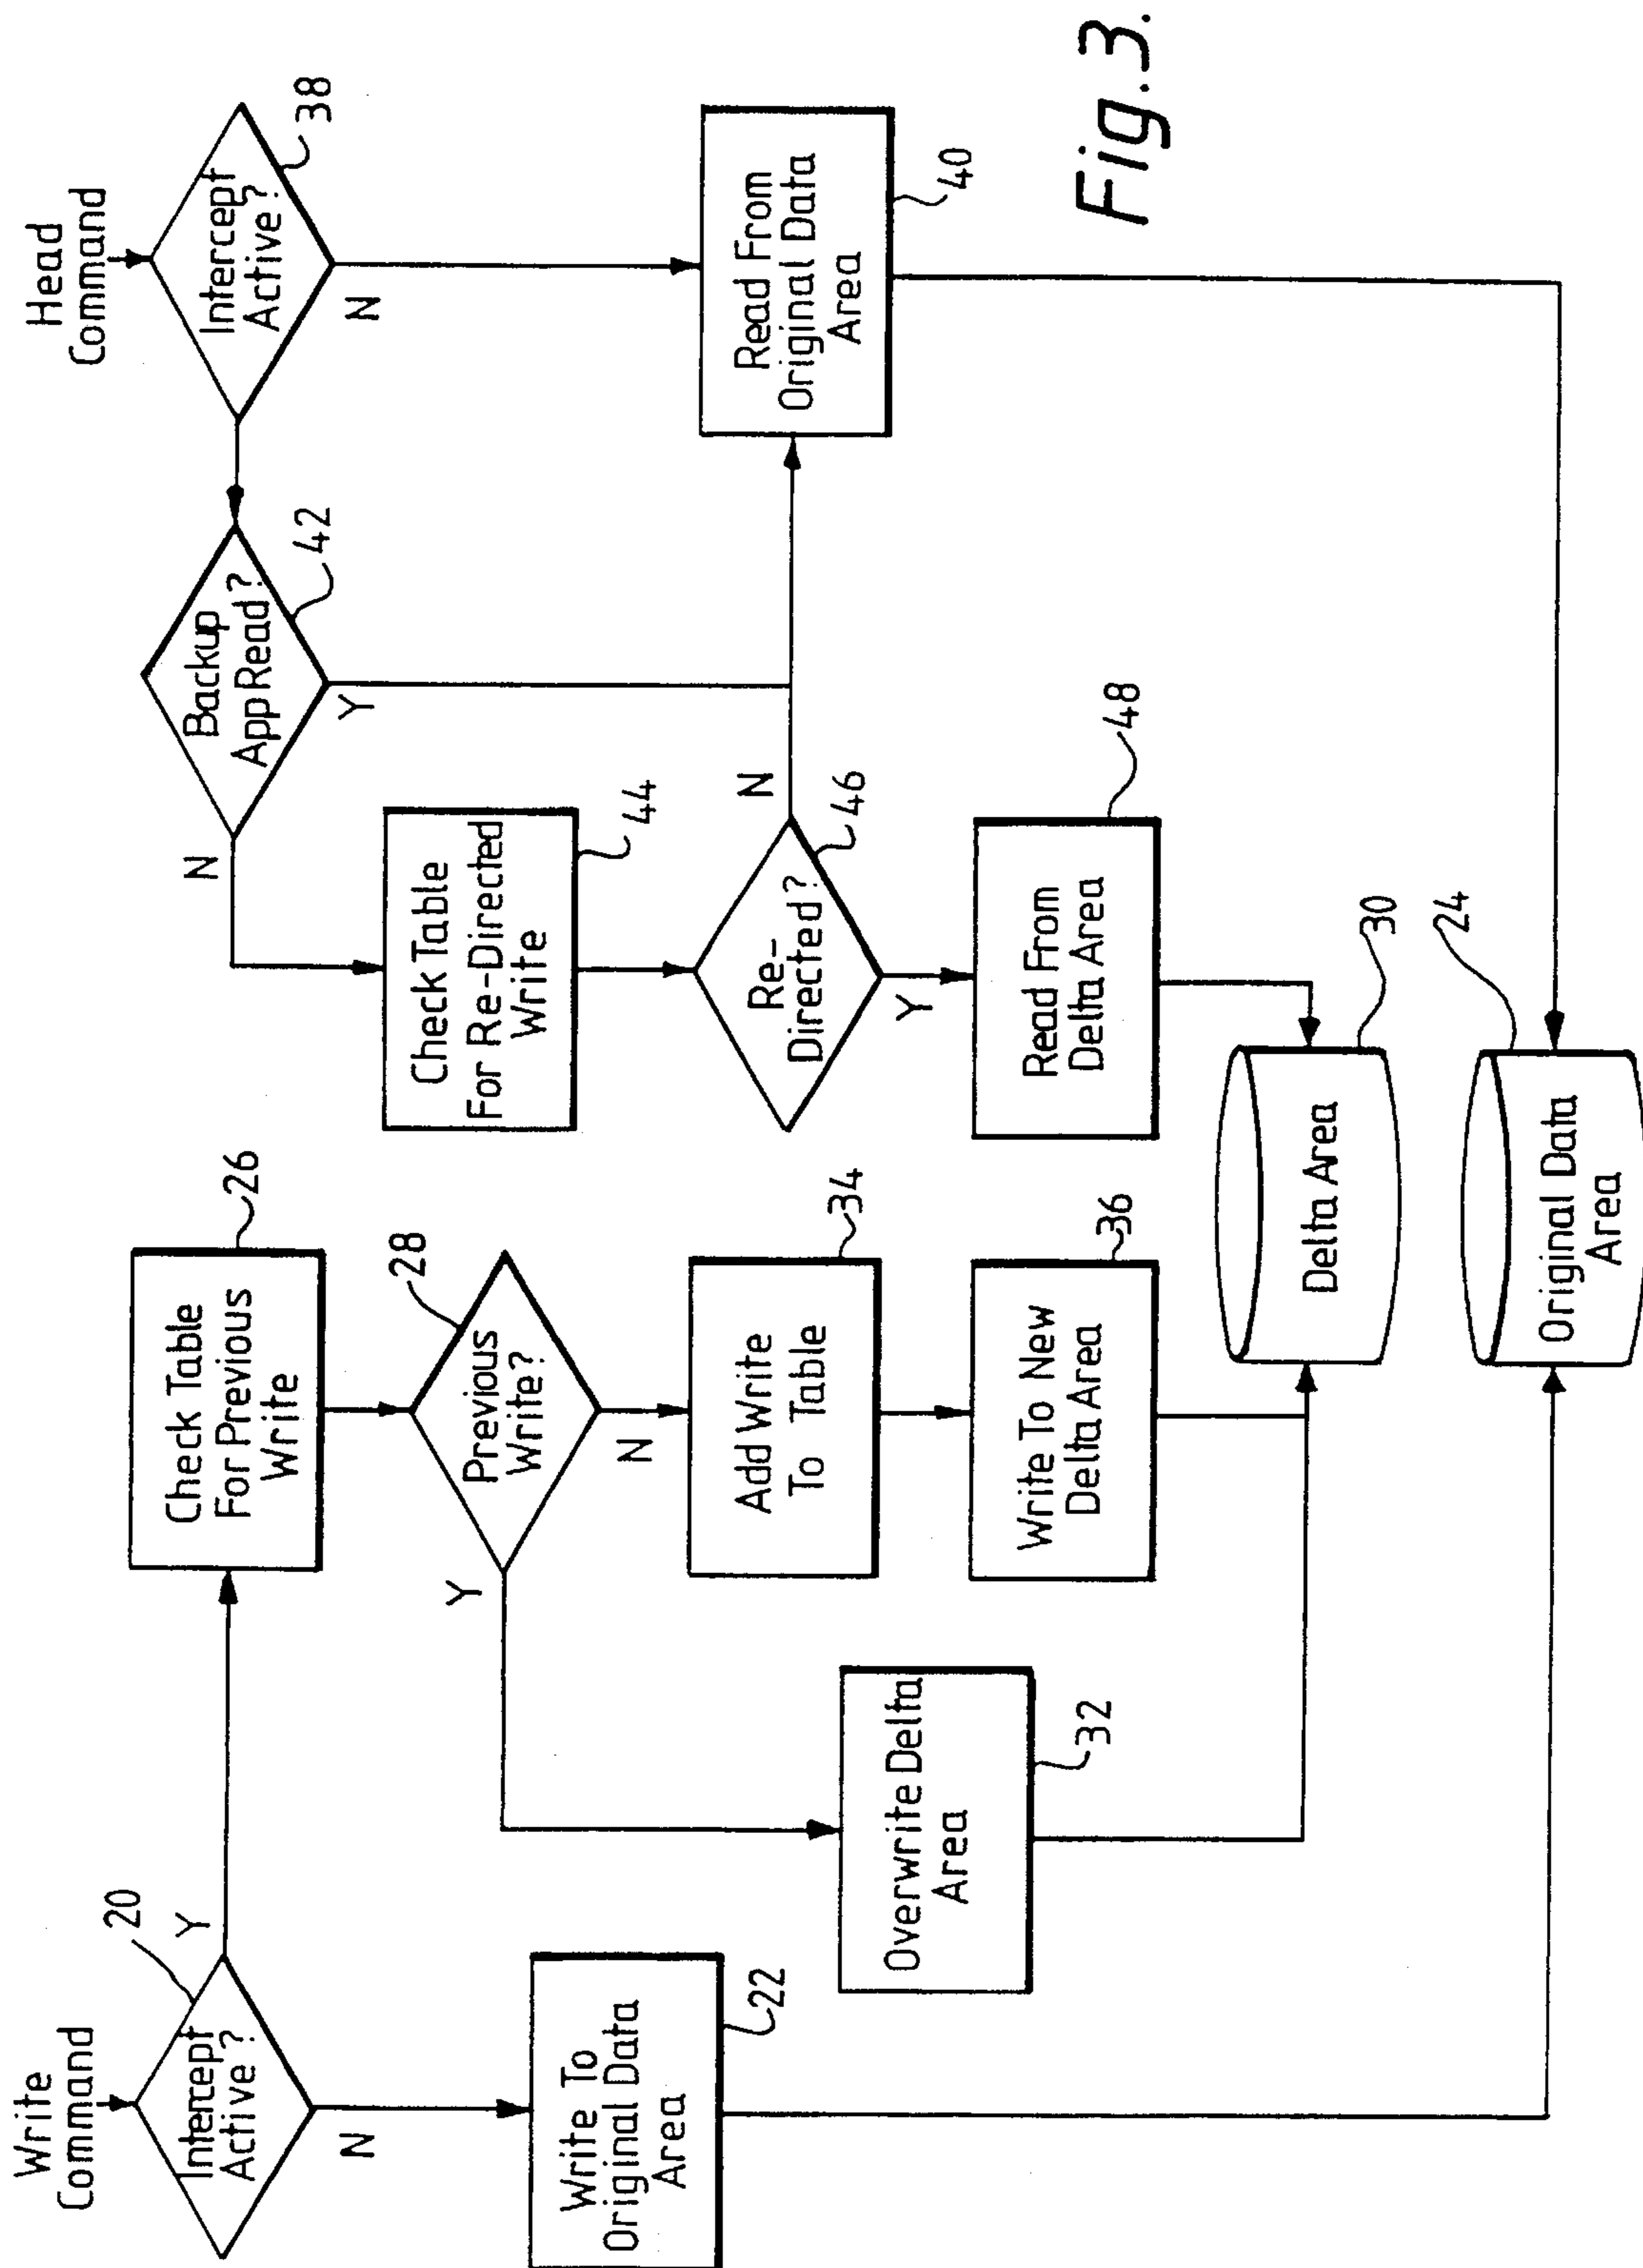 Write
Command
Intercept
Active?
20
Y
N
Write To
Original Data
Area
22
Check Table
For Previous
Write
26
Previous
Write?
28
Y
N
Overwrite Delta
Area
32
Add Write
To Table
34
Write To New
Delta Area
36
Head
Command
Intercept
Active?
38
N
Backup
App Read?
42
N
Y
Check Table
For Re-Directed
Write
44
Re-
Directed?
46
N
Y
Read From
Original Data
Area
40
Read From
Delta Area
48
Delta Area
30
Original Data
Area
24
Fig.3.